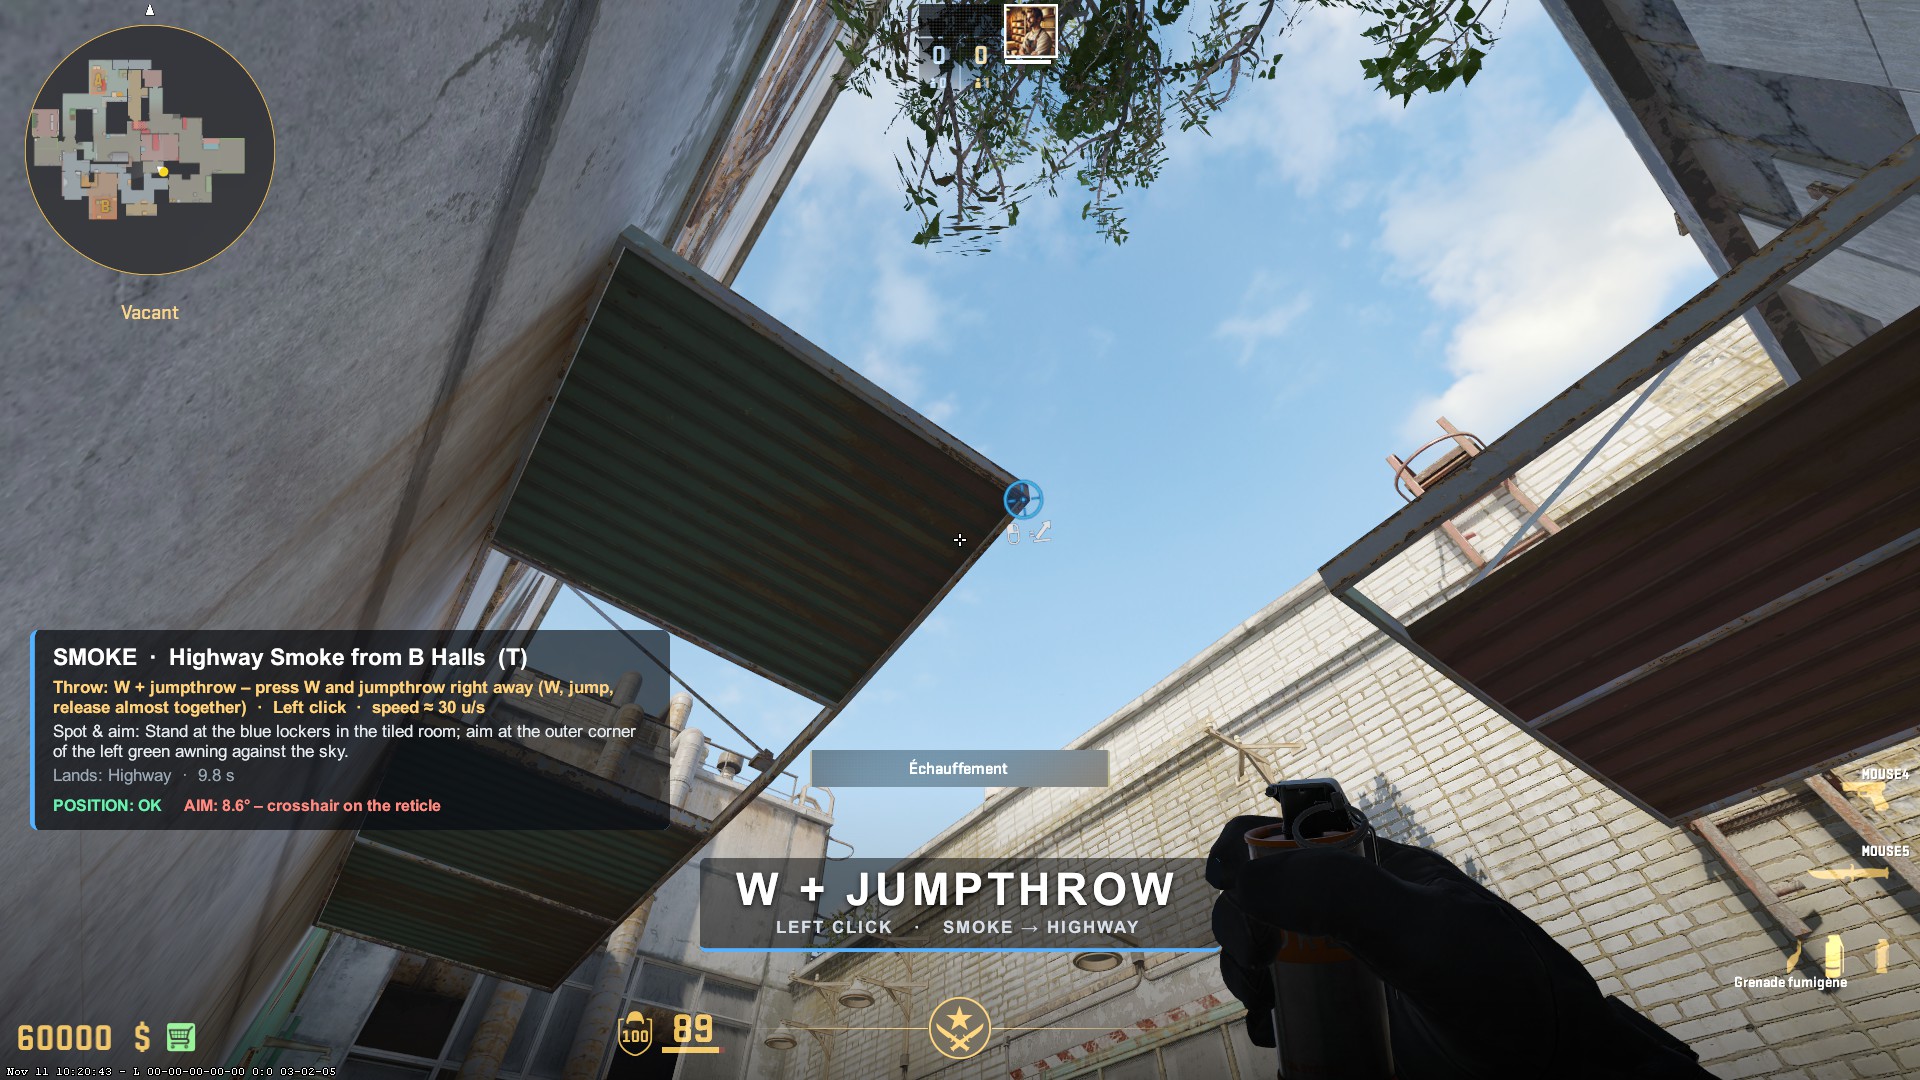 0 0
A
B
Vacant
SMOKE · Highway Smoke from B Halls (T)
Throw: W + jumpthrow – press W and jumpthrow right away (W, jump,
release almost together) · Left click · speed ≈ 30 u/s
Spot & aim: Stand at the blue lockers in the tiled room; aim at the outer corner
of the left green awning against the sky.
Lands: Highway · 9.8 s
POSITION: OK AIM: 8.6° – crosshair on the reticle
Échauffement
W + JUMPTHROW
LEFT CLICK · SMOKE → HIGHWAY
MOUSE4
MOUSE5
Grenade fumigène
60000 $
100 89
Nov 11 10:20:43 - L 00-00-00-00-00 0:0 03-02-05